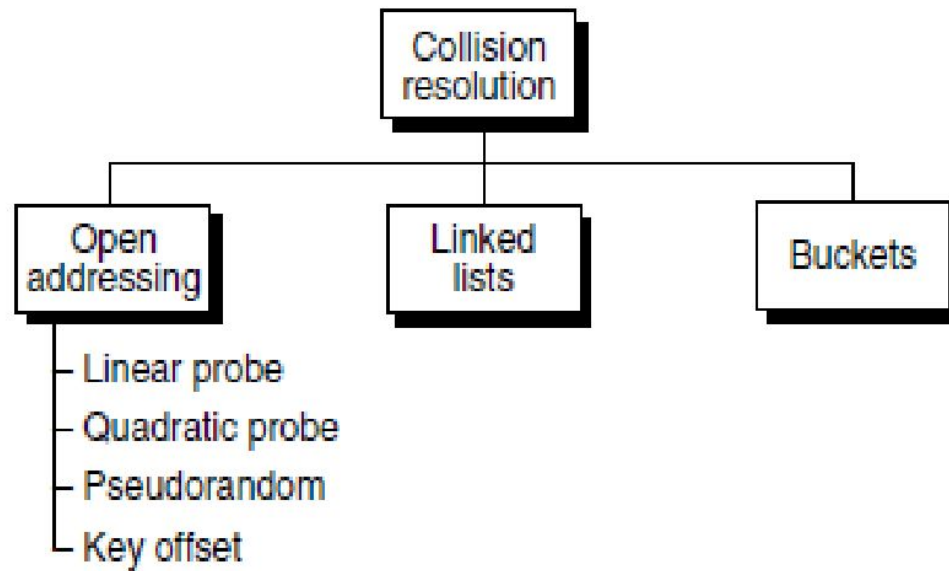 Collision
resolution
Open
addressing
Linked
lists
Buckets
Linear probe
Quadratic probe
Pseudorandom
Key offset